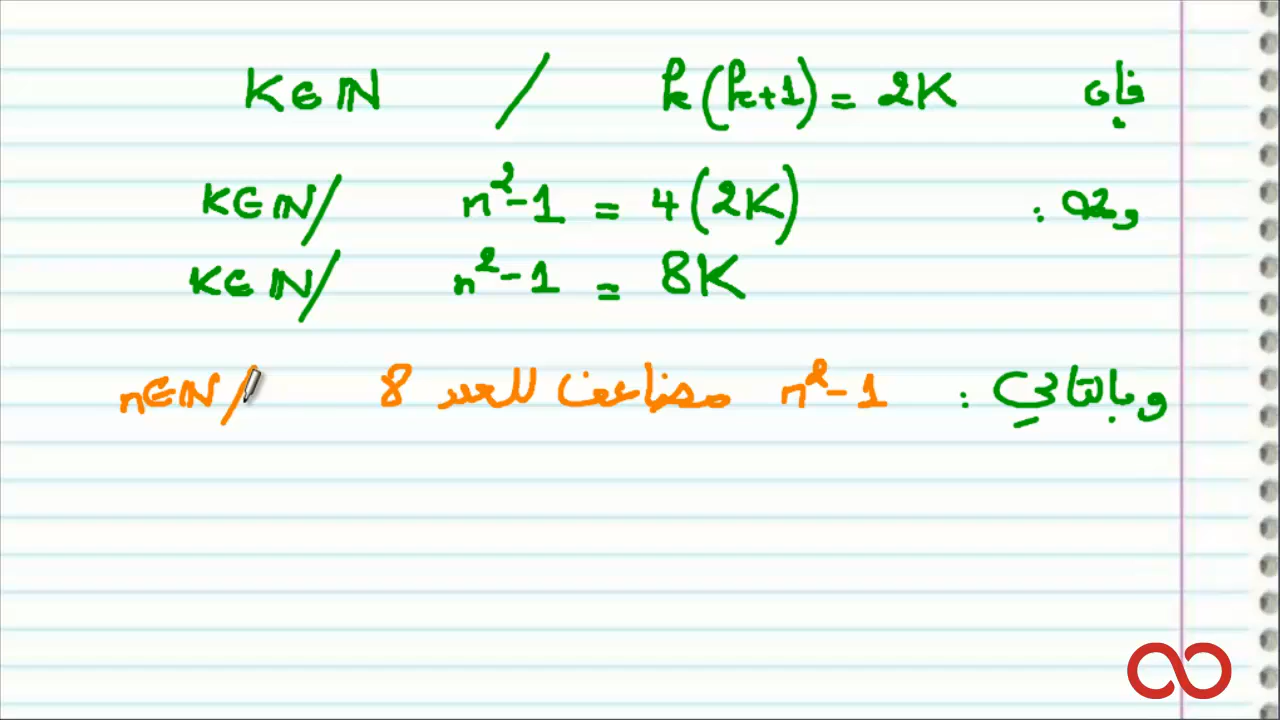 فإن k(k+1) = 2K / K∈ℕ
ومنه : n²-1 = 4(2K) / K∈ℕ
n²-1 = 8K / K∈ℕ
وبالتالي : n²-1 مضاعف للعدد 8 / n∈ℕ